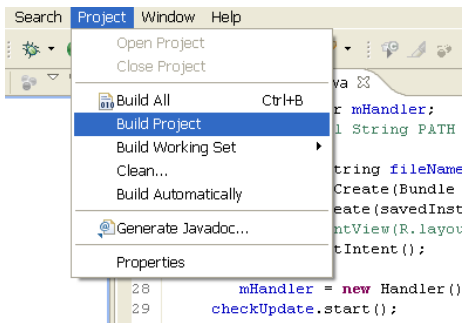 Search Project Window Help
Open Project
Close Project
va
Build All Ctrl+B
r mHandler;
Build Project
l String PATH
Build Working Set
Clean...
tring fileName
Build Automatically
Create(Bundle
eate(savedInst
Generate Javadoc...
ntView(R.layou
tIntent();
Properties
28 mHandler = new Handler()
29 checkUpdate.start();